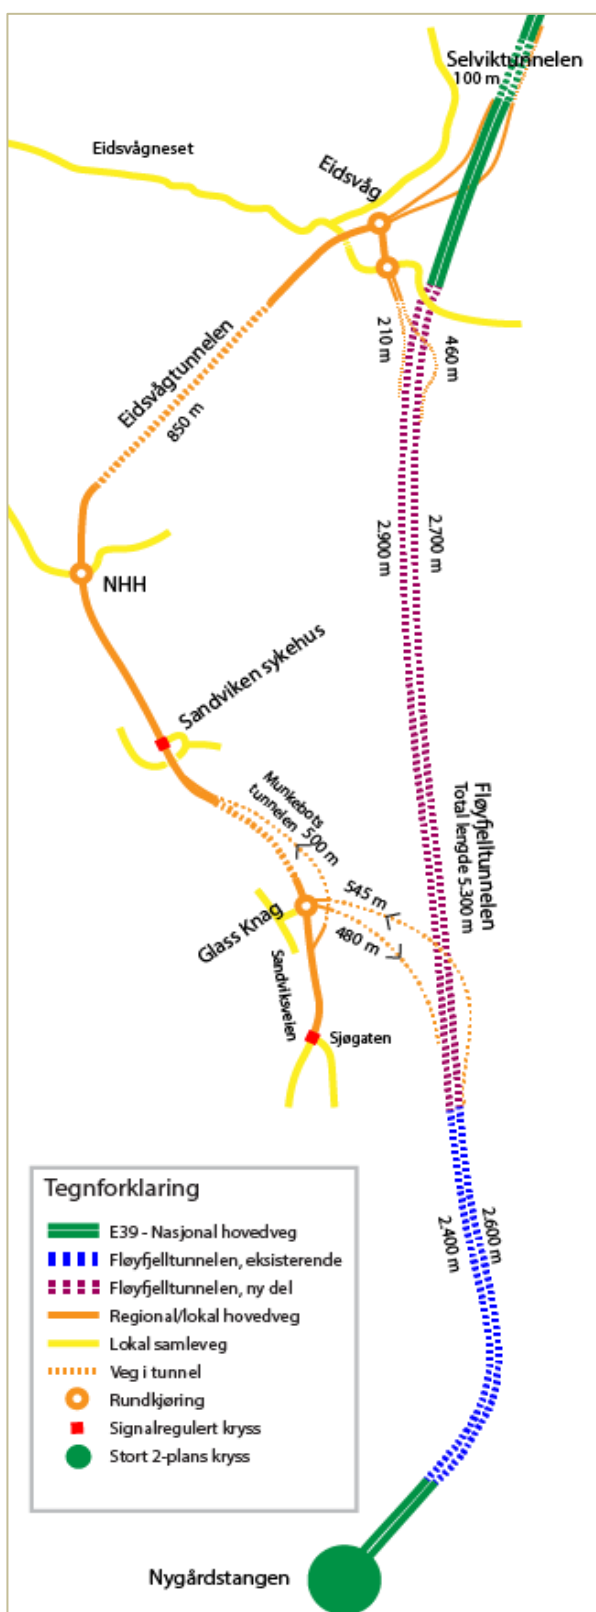 Selviktunnelen
100 m
Eidsvågneset
Eidsvåg
210 m
460 m
Eidsvågtunnelen
850 m
2.900 m
2.700 m
NHH
Sandviken sykehus
Munkebots
tunnelen 500 m
Fløyfjelltunnelen
Total lengde 5.300 m
545 m
Glass Knag
480 m
Sandviksveien
Sjøgaten
Tegnforklaring
E39 - Nasjonal hovedveg
Fløyfjelltunnelen, eksisterende
Fløyfjelltunnelen, ny del
Regional/lokal hovedveg
Lokal samleveg
Veg i tunnel
Rundkjøring
Signalregulert kryss
Stort 2-plans kryss
2.400 m
2.600 m
Nygårdstangen